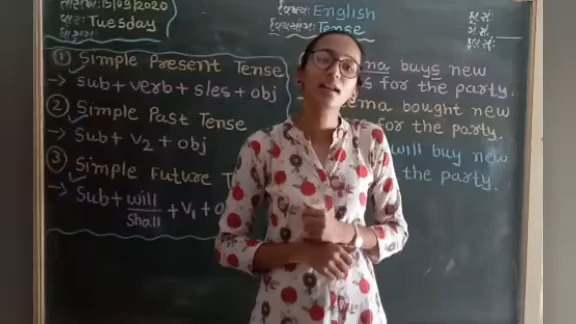 તારીખ: 15/09/2020
વાર: Tuesday
વિષય: English
Tense
① Simple Present Tense
→ sub + verb + s/es + obj
② Simple Past Tense
→ Sub + V2 + obj
③ Simple Future T
→ Sub + will/Shall + V1 + o
ma buys new
s for the party.
ema bought new
for the party.
will buy new
the party.